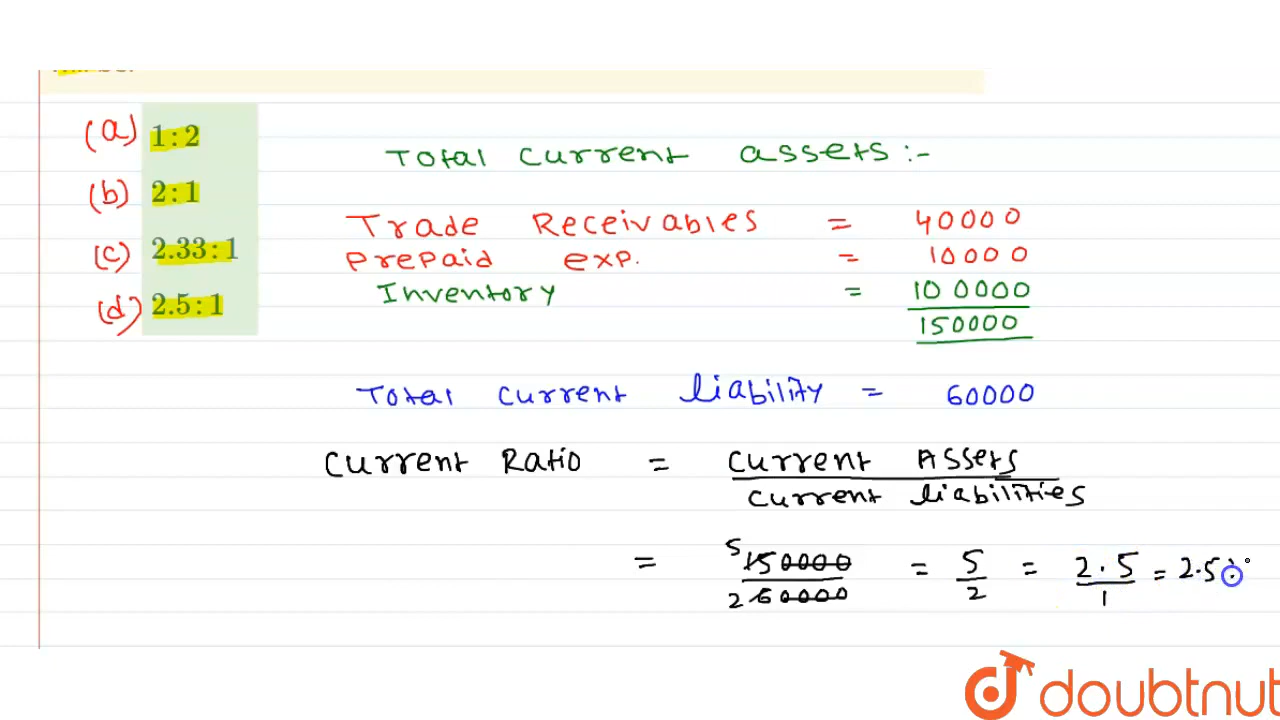 (a) 1 : 2
(b) 2 : 1
(c) 2.33 : 1
(d) 2.5 : 1
Total current assets :-
Trade Receivables = 40000
Prepaid exp. = 10000
Inventory = 100000
150000
Total current liability = 60000
Current Ratio = Current Assets
Current liabilities
= 5 150000 = 5 = 2.5 = 2.5 :
2 60000 2 1
doubtnut